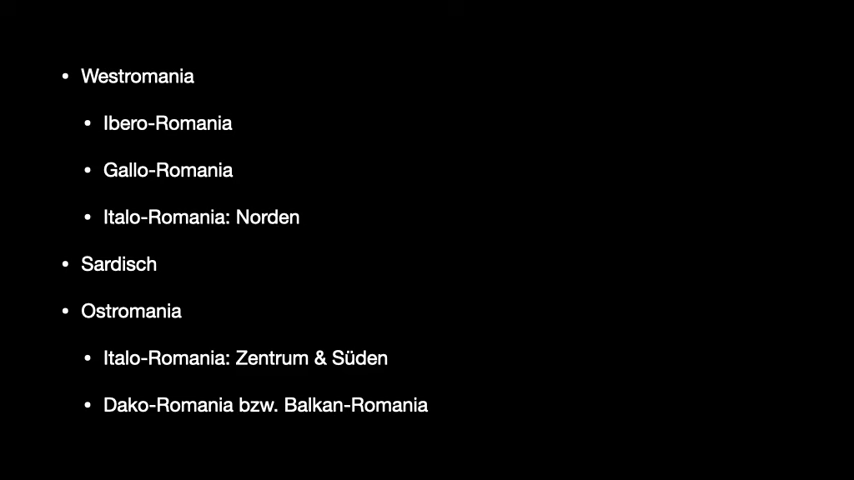 • Westromania
• Ibero-Romania
• Gallo-Romania
• Italo-Romania: Norden
• Sardisch
• Ostromania
• Italo-Romania: Zentrum & Süden
• Dako-Romania bzw. Balkan-Romania